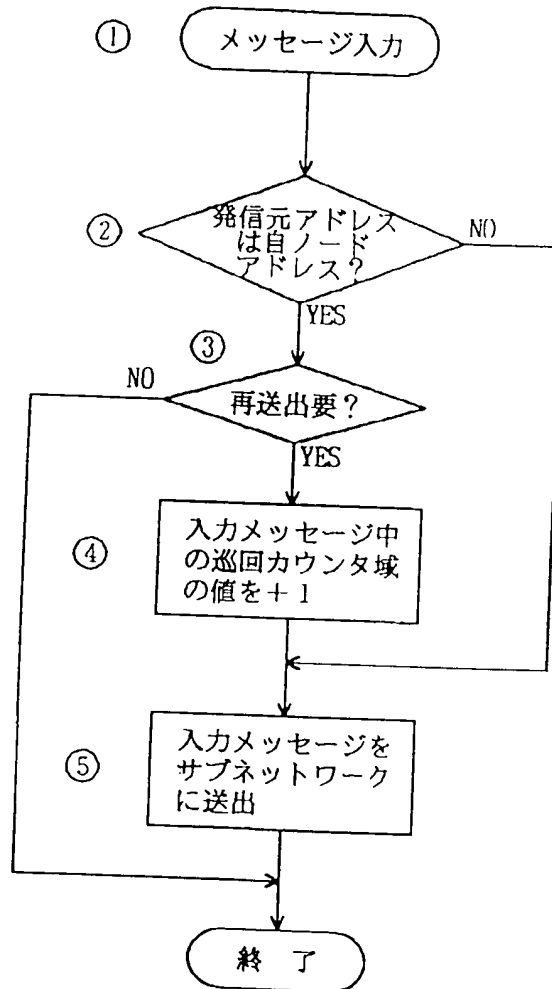 ①
メッセージ入力
②
発信元アドレス
は自ノード
アドレス?
NO
YES
③
NO
再送出要?
YES
④
入力メッセージ中
の巡回カウンタ域
の値を+1
⑤
入力メッセージを
サブネットワーク
に送出
終 了